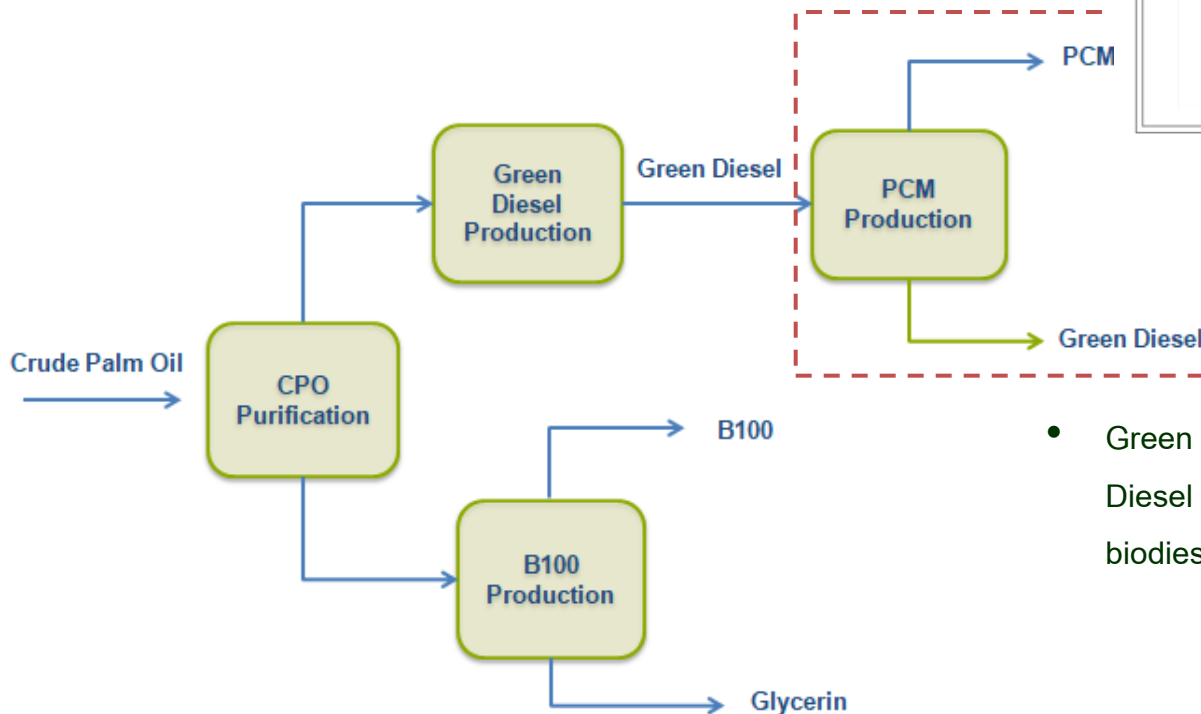 PCM
Green
Diesel
Production
Green Diesel
PCM
Production
Crude Palm Oil
CPO
Purification
Green Diesel
B100
• Green
Diesel
B100
Production
Glycerin